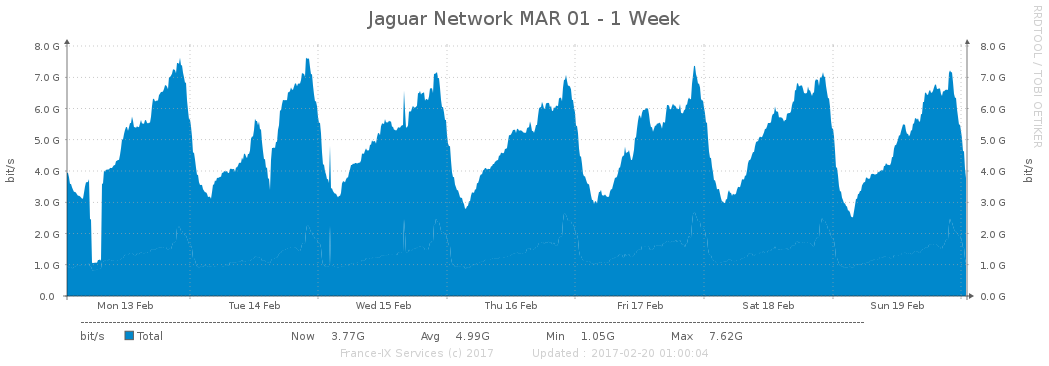 Jaguar Network MAR 01 - 1 Week
RRDTOOL / TOBI OETIKER
bit/s
bit/s
8.0 G 8.0 G
7.0 G 7.0 G
6.0 G 6.0 G
5.0 G 5.0 G
4.0 G 4.0 G
3.0 G 3.0 G
2.0 G 2.0 G
1.0 G 1.0 G
0.0 0.0 G
Mon 13 Feb Tue 14 Feb Wed 15 Feb Thu 16 Feb Fri 17 Feb Sat 18 Feb Sun 19 Feb
bit/s Total Now 3.77G Avg 4.99G Min 1.05G Max 7.62G
France-IX Services (c) 2017 Updated : 2017-02-20 01:00:04